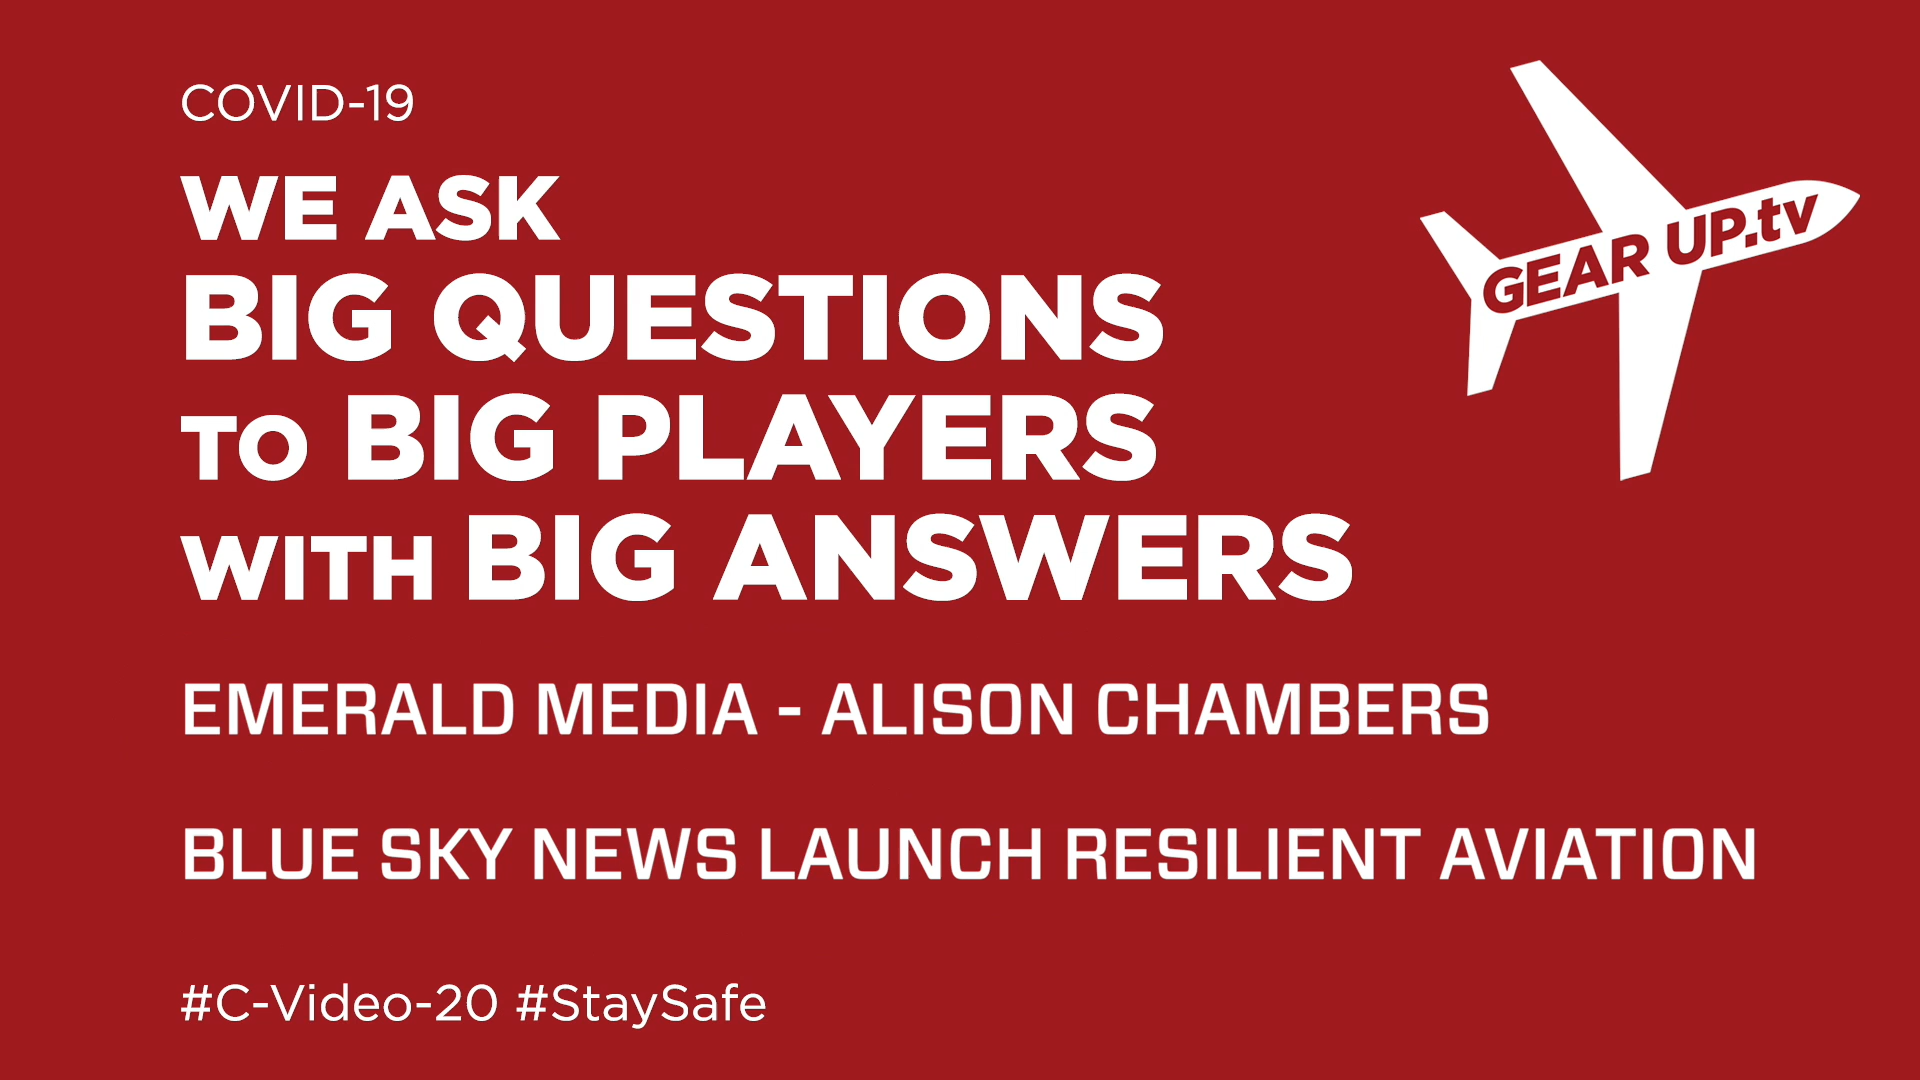 COVID-19
WE ASK
BIG QUESTIONS
TO BIG PLAYERS
WITH BIG ANSWERS
GEAR UP.tv
EMERALD MEDIA - ALISON CHAMBERS
BLUE SKY NEWS LAUNCH RESILIENT AVIATION
#C-Video-20 #StaySafe